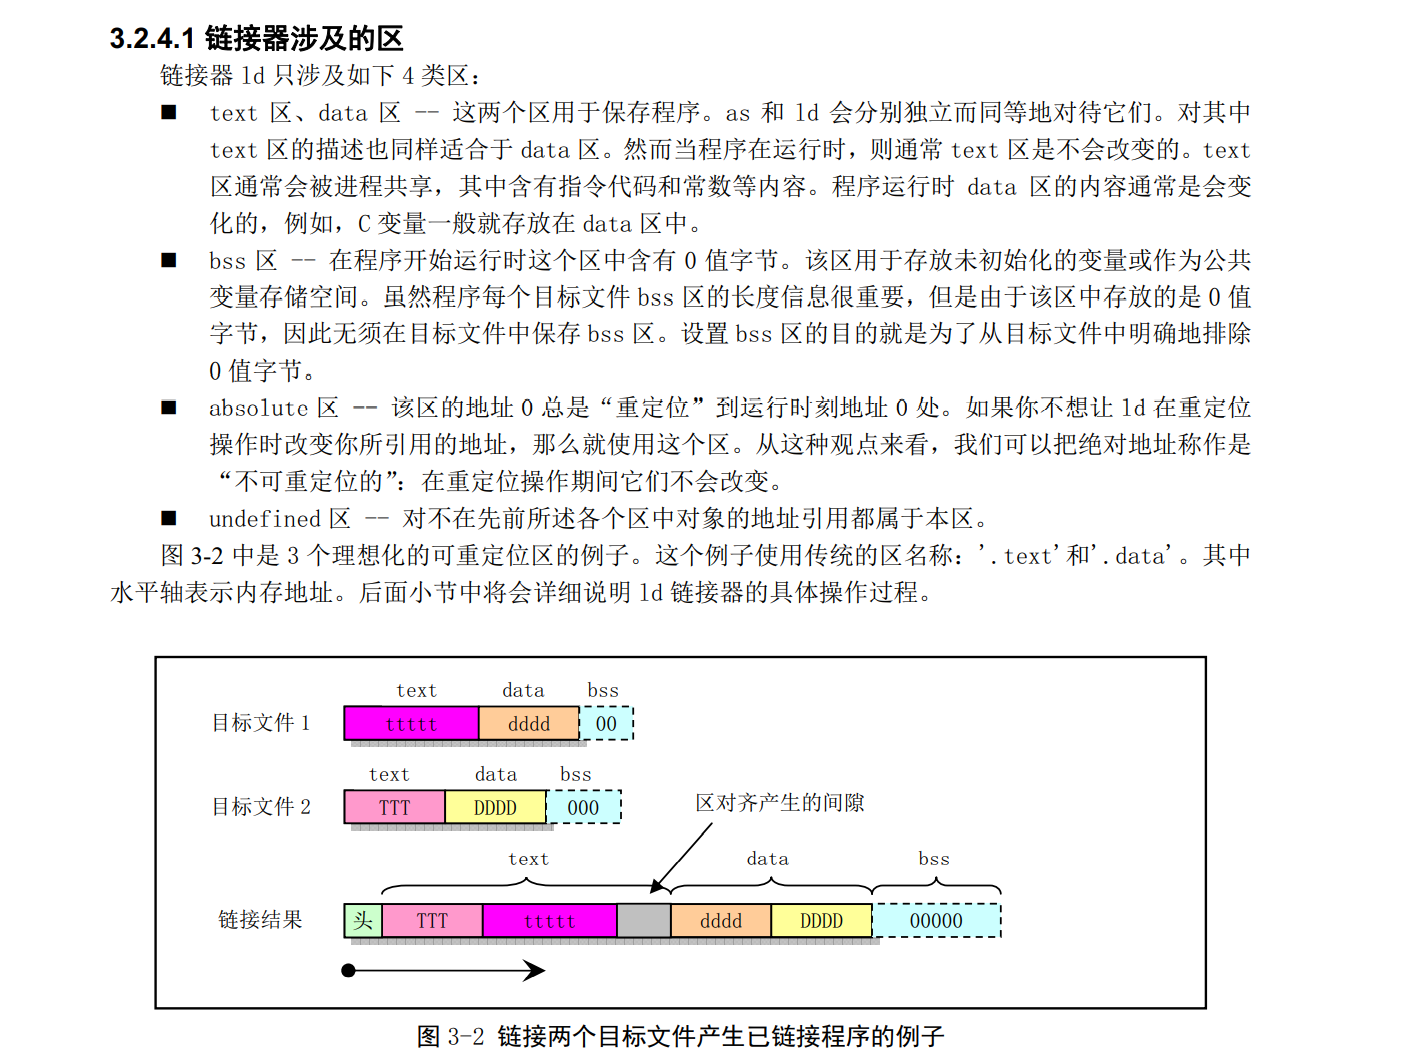 3.2.4.1 链接器涉及的区
链接器 ld 只涉及如下 4 类区：
■ text 区、data 区 -- 这两个区用于保存程序。as 和 ld 会分别独立而同等地对待它们。对其中
text 区的描述也同样适合于 data 区。然而当程序在运行时，则通常 text 区是不会改变的。text
区通常会被进程共享，其中含有指令代码和常数等内容。程序运行时 data 区的内容通常是会变
化的，例如，C 变量一般就存放在 data 区中。
■ bss 区 -- 在程序开始运行时这个区中含有 0 值字节。该区用于存放未初始化的变量或作为公共
变量存储空间。虽然程序每个目标文件 bss 区的长度信息很重要，但是由于该区中存放的是 0 值
字节，因此无须在目标文件中保存 bss 区。设置 bss 区的目的就是为了从目标文件中明确地排除
0 值字节。
■ absolute 区 -- 该区的地址 0 总是“重定位”到运行时刻地址 0 处。如果你不想让 ld 在重定位
操作时改变你所引用的地址，那么就使用这个区。从这种观点来看，我们可以把绝对地址称作是
“不可重定位的”：在重定位操作期间它们不会改变。
■ undefined 区 -- 对不在先前所述各个区中对象的地址引用都属于本区。
图 3-2 中是 3 个理想化的可重定位区的例子。这个例子使用传统的区名称：'.text'和'.data'。其中
水平轴表示内存地址。后面小节中将会详细说明 ld 链接器的具体操作过程。
text data bss
目标文件 1 ttttt dddd 00
text data bss
目标文件 2 TTT DDDD 000
区对齐产生的间隙
text data bss
链接结果 头 TTT ttttt dddd DDDD 00000
图 3-2 链接两个目标文件产生已链接程序的例子